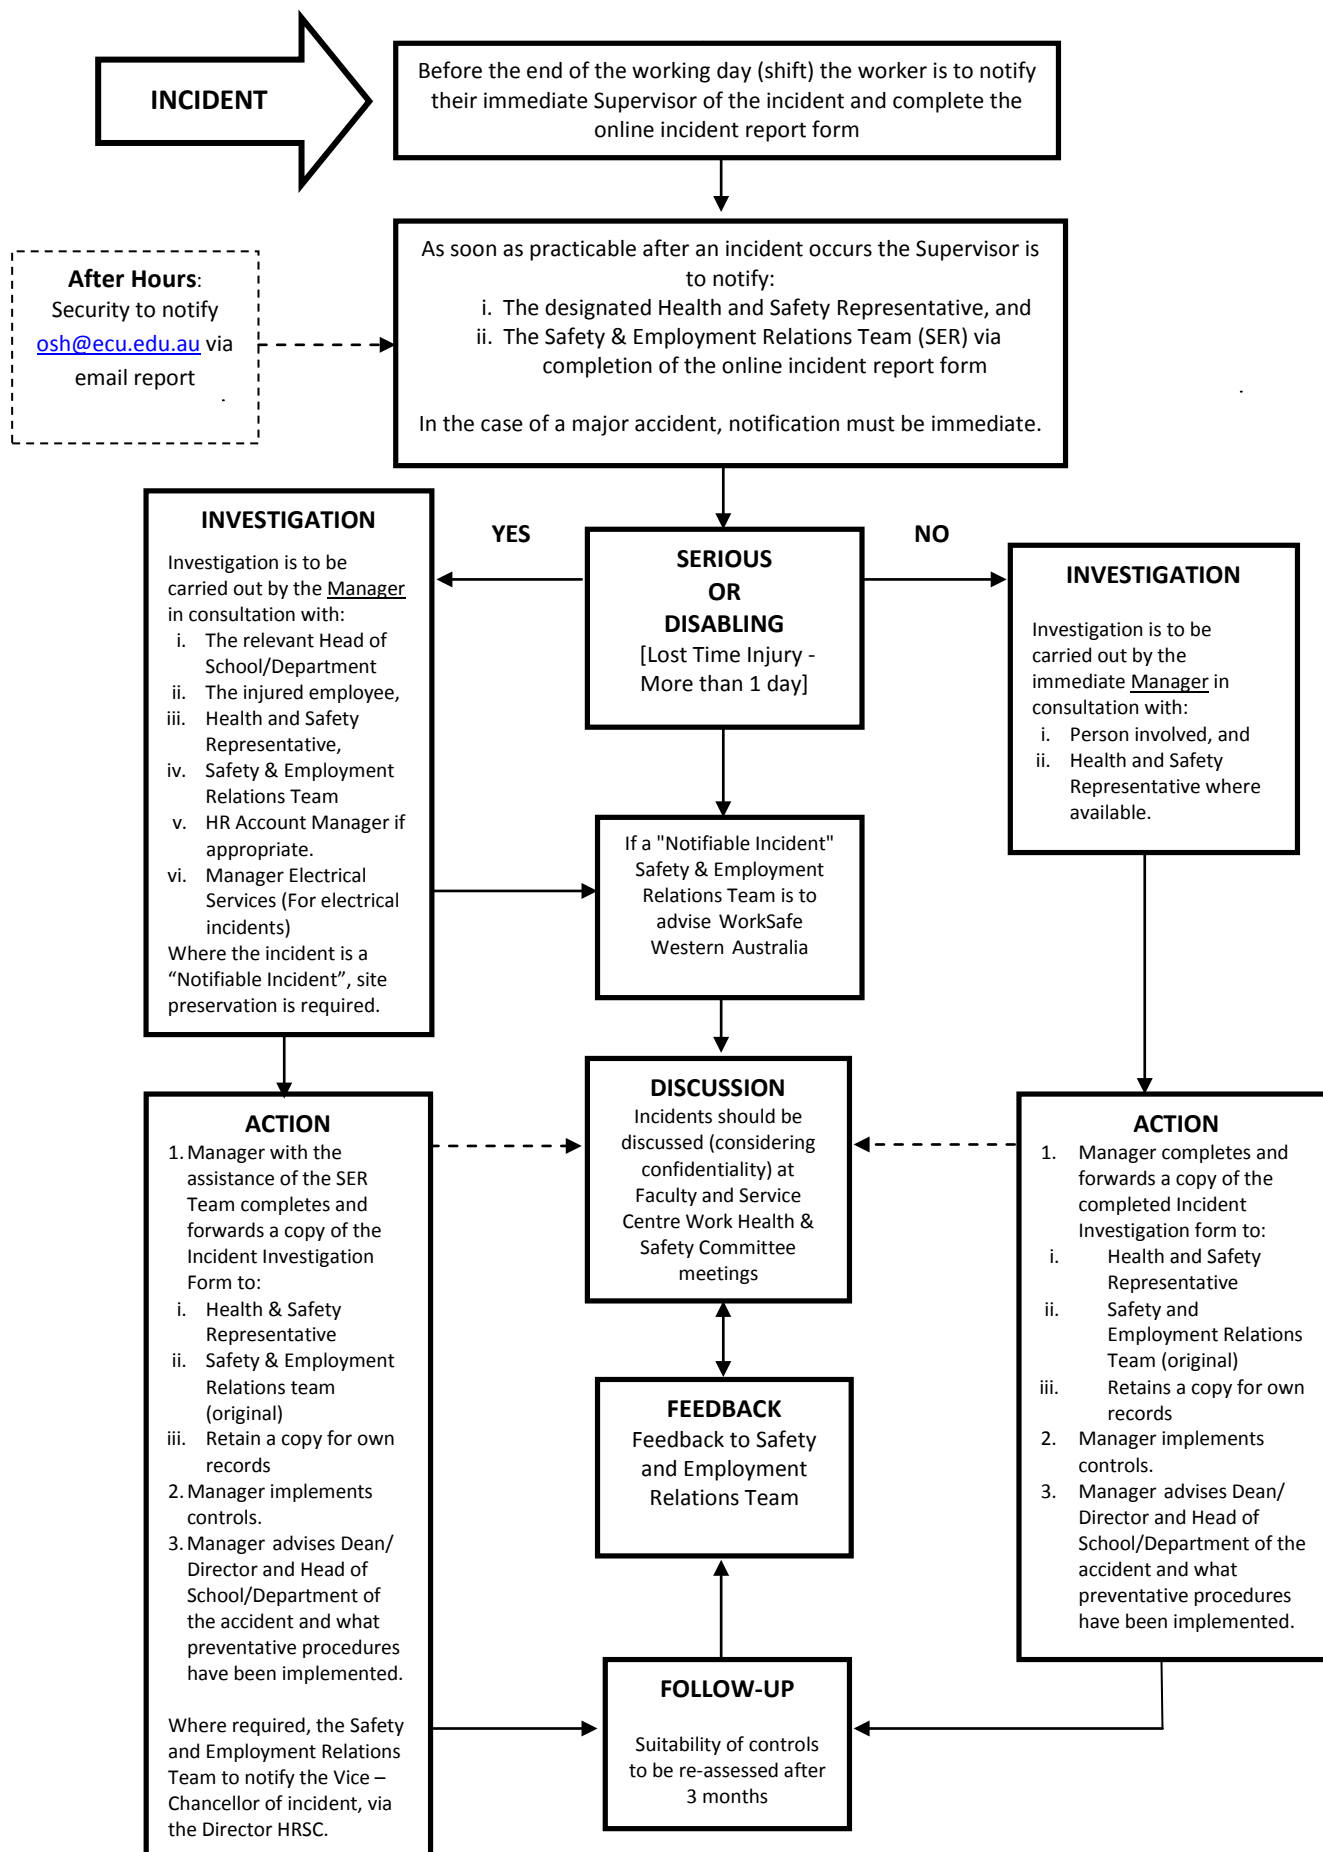 INCIDENT
Before the end of the working day (shift) the worker is to notify
their immediate Supervisor of the incident and complete the
online incident report form
After Hours:
Security to notify
osh@ecu.edu.au via
email report
.
As soon as practicable after an incident occurs the Supervisor is
to notify:
i. The designated Health and Safety Representative, and
ii. The Safety & Employment Relations Team (SER) via
completion of the online incident report form
In the case of a major accident, notification must be immediate.
.
YES
NO
SERIOUS
OR
DISABLING
[Lost Time Injury -
More than 1 day]
INVESTIGATION
Investigation is to be
carried out by the Manager
in consultation with:
i. The relevant Head of
School/Department
ii. The injured employee,
iii. Health and Safety
Representative,
iv. Safety & Employment
Relations Team
v. HR Account Manager if
appropriate.
vi. Manager Electrical
Services (For electrical
incidents)
Where the incident is a
“Notifiable Incident”, site
preservation is required.
INVESTIGATION
Investigation is to be
carried out by the
immediate Manager in
consultation with:
i. Person involved, and
ii. Health and Safety
Representative where
available.
If a "Notifiable Incident"
Safety & Employment
Relations Team is to
advise WorkSafe
Western Australia
ACTION
1. Manager with the
assistance of the SER
Team completes and
forwards a copy of the
Incident Investigation
Form to:
i. Health & Safety
Representative
ii. Safety & Employment
Relations team
(original)
iii. Retain a copy for own
records
2. Manager implements
controls.
3. Manager advises Dean/
Director and Head of
School/Department of
the accident and what
preventative procedures
have been implemented.
Where required, the Safety
and Employment Relations
Team to notify the Vice –
Chancellor of incident, via
the Director HRSC.
DISCUSSION
Incidents should be
discussed (considering
confidentiality) at
Faculty and Service
Centre Work Health &
Safety Committee
meetings
FEEDBACK
Feedback to Safety
and Employment
Relations Team
FOLLOW-UP
Suitability of controls
to be re-assessed after
3 months
ACTION
1. Manager completes and
forwards a copy of the
completed Incident
Investigation form to:
i. Health and Safety
Representative
ii. Safety and
Employment Relations
Team (original)
iii. Retains a copy for own
records
2. Manager implements
controls.
3. Manager advises Dean/
Director and Head of
School/Department of the
accident and what
preventative procedures
have been implemented.